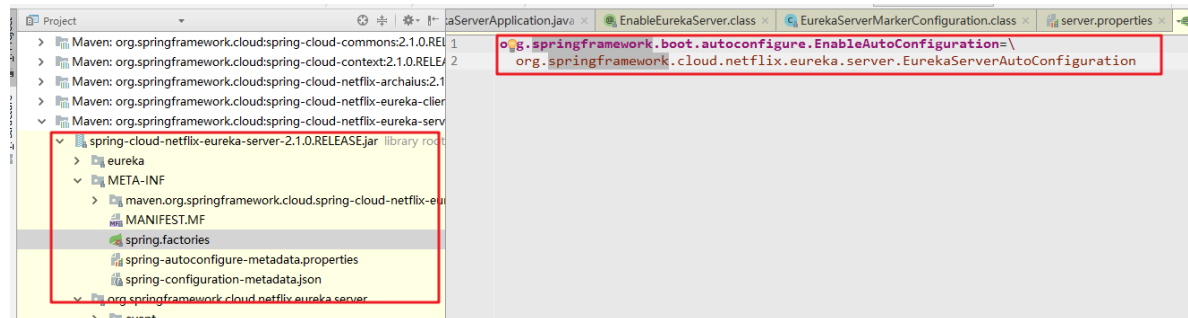 Project
aServerApplication.java
EnableEurekaServer.class
EurekaServerMarkerConfiguration.class
server.properties
Maven: org.springframework.cloud:spring-cloud-commons:2.1.0.REL
Maven: org.springframework.cloud:spring-cloud-context:2.1.0.RELEA
Maven: org.springframework.cloud:spring-cloud-netflix-archaius:2.1
Maven: org.springframework.cloud:spring-cloud-netflix-eureka-clien
Maven: org.springframework.cloud:spring-cloud-netflix-eureka-serv
spring-cloud-netflix-eureka-server-2.1.0.RELEASE.jar library root
eureka
META-INF
maven.org.springframework.cloud.spring-cloud-netflix-eur
MANIFEST.MF
spring.factories
spring-autoconfigure-metadata.properties
spring-configuration-metadata.json
org.springframework.cloud.netflix.eureka.server
event
1 org.springframework.boot.autoconfigure.EnableAutoConfiguration=\
2 org.springframework.cloud.netflix.eureka.server.EurekaServerAutoConfiguration